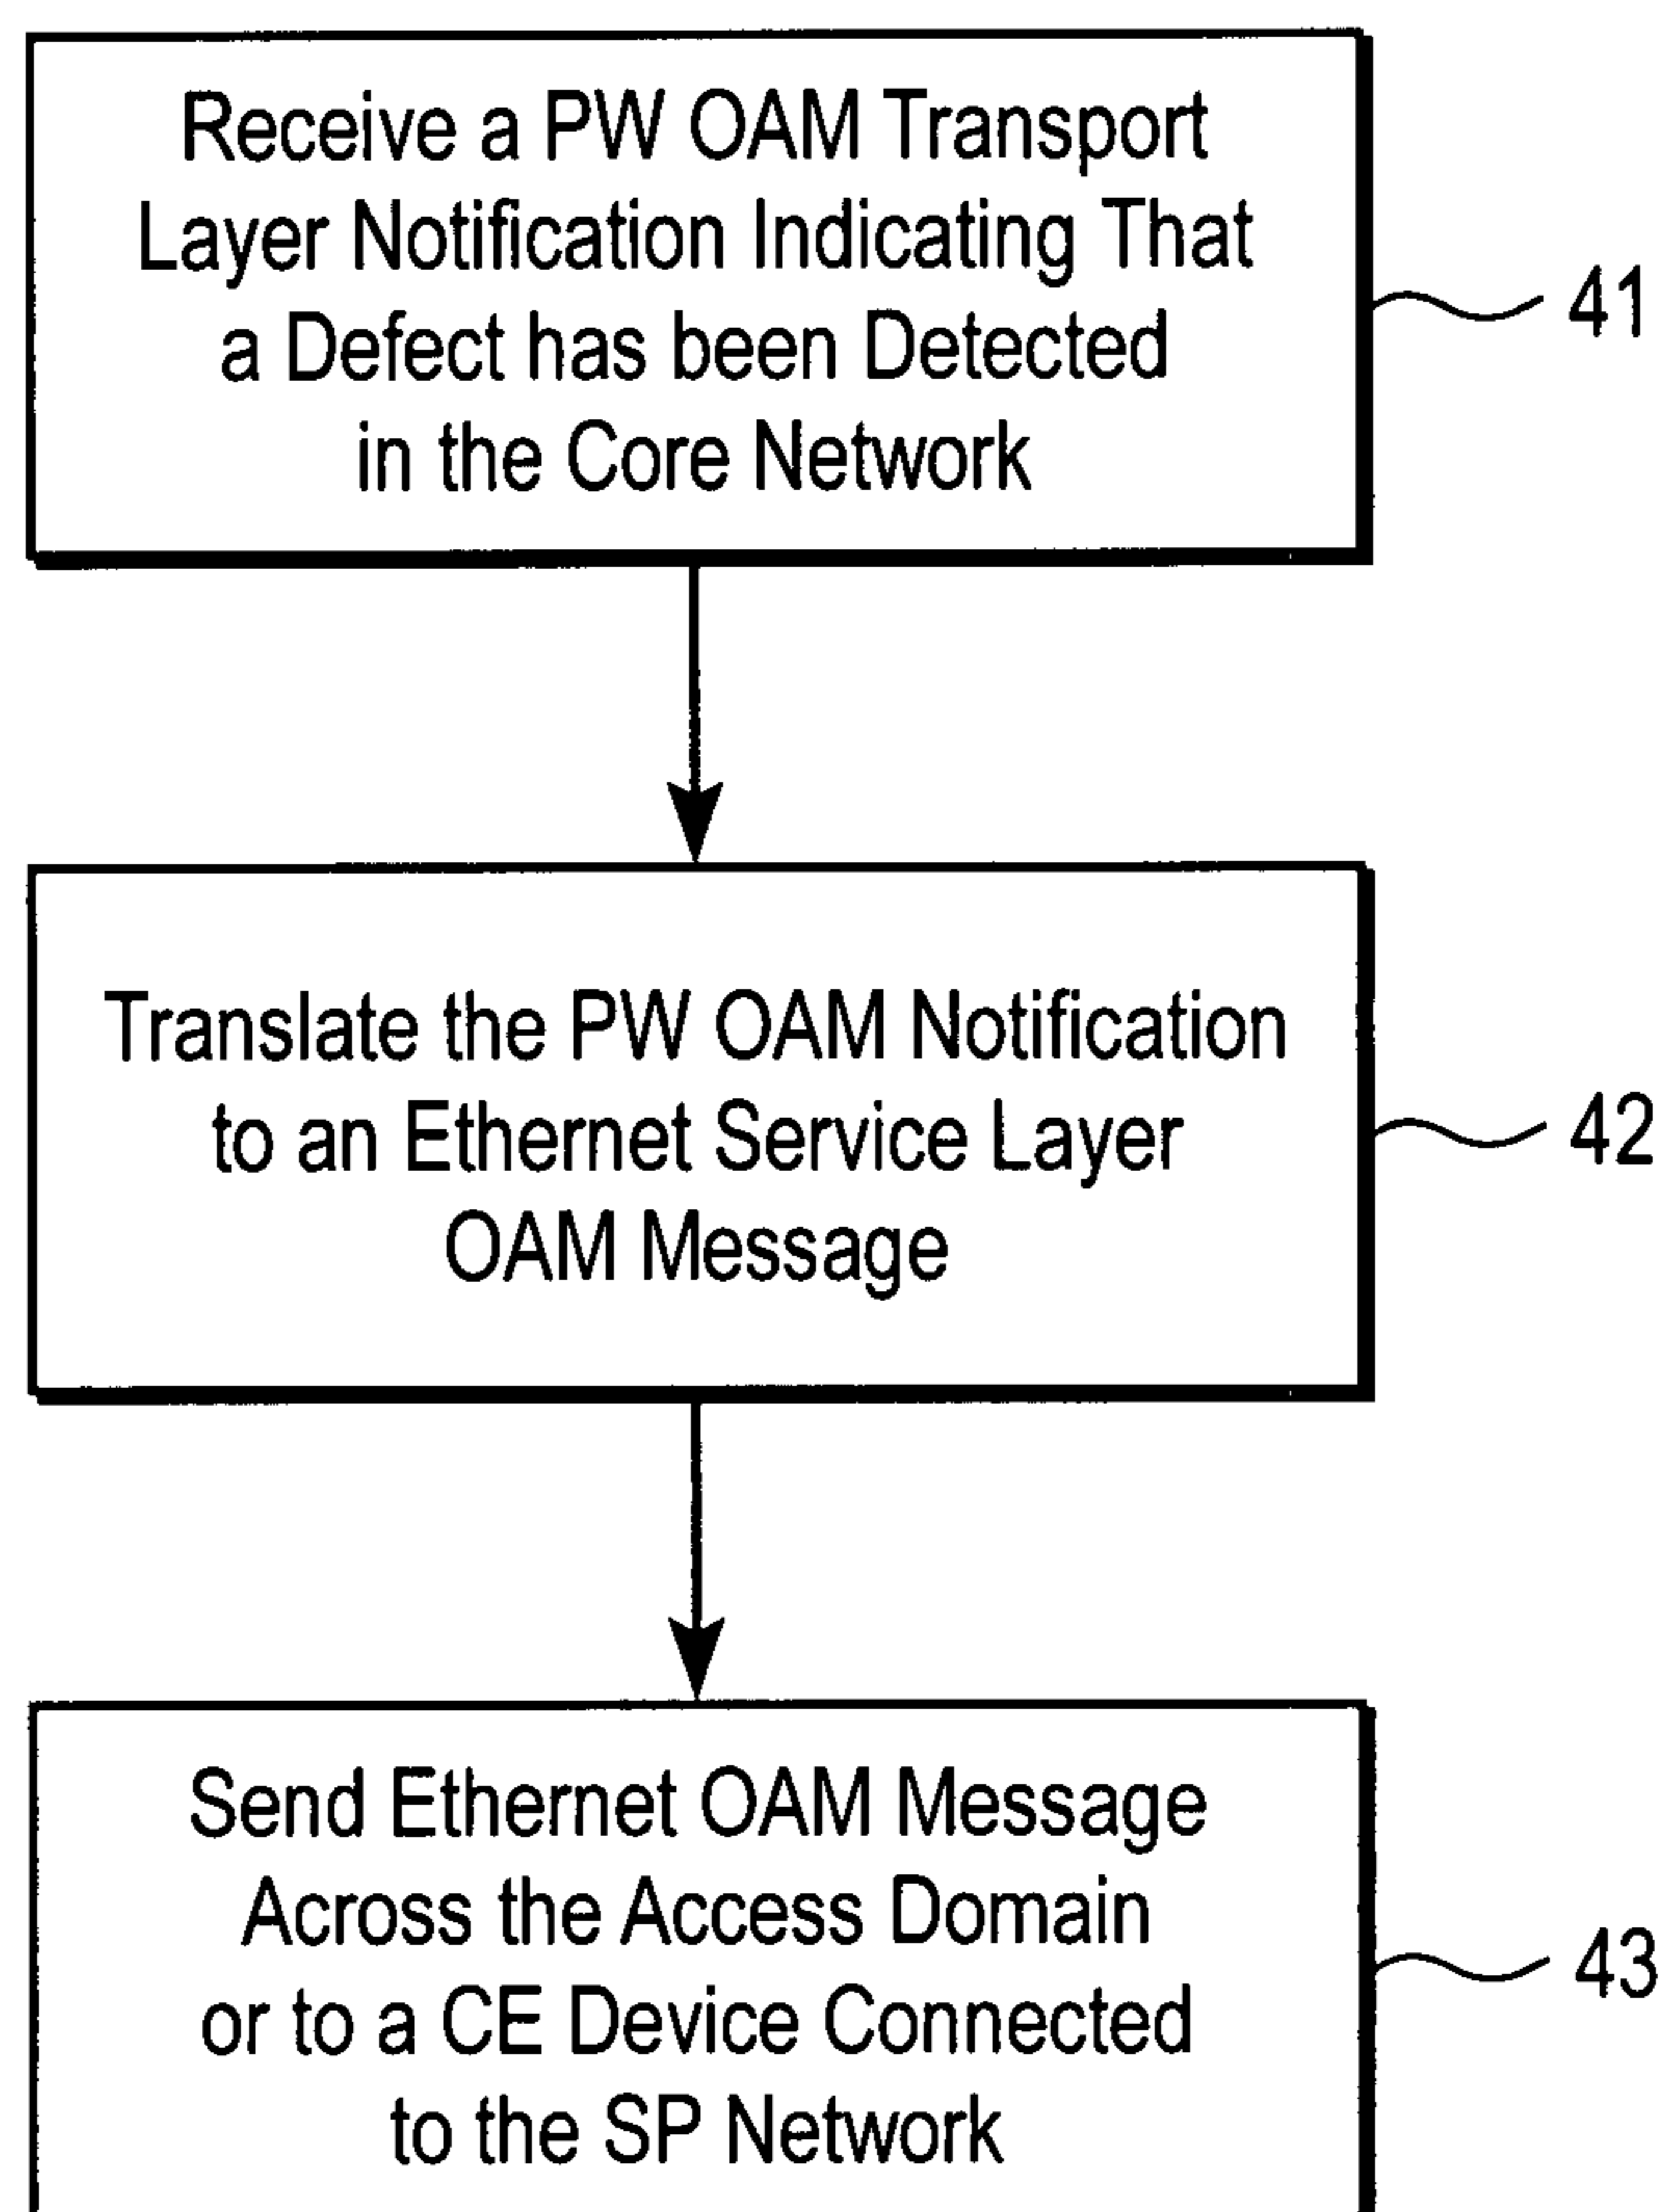 Receive a PW OAM Transport
Layer Notification Indicating That
a Defect has been Detected
in the Core Network
41
Translate the PW OAM Notification
to an Ethernet Service Layer
OAM Message
42
Send Ethernet OAM Message
Across the Access Domain
or to a CE Device Connected
to the SP Network
43